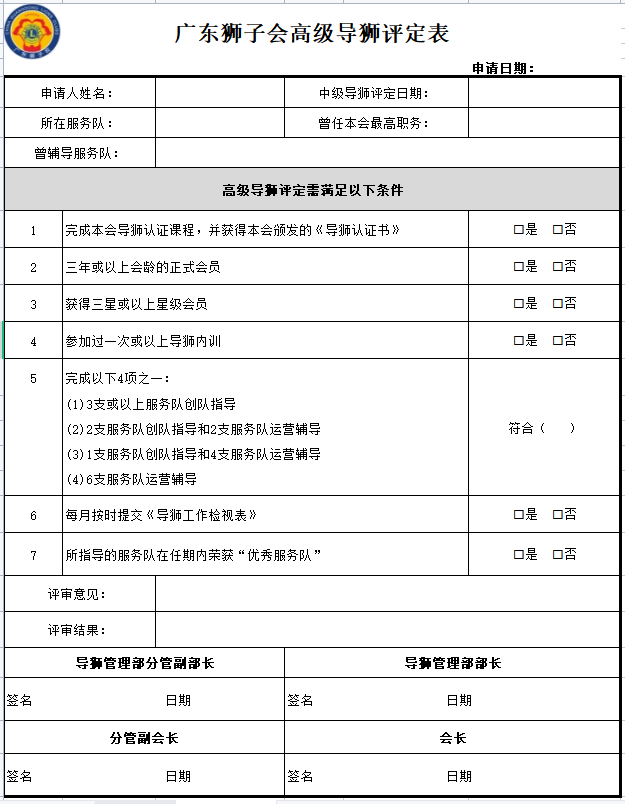 广东狮子会高级导狮评定表
申请日期：
申请人姓名： 中级导狮评定日期：
所在服务队： 曾任本会最高职务：
曾辅导服务队：
高级导狮评定需满足以下条件
1 完成本会导狮认证课程，并获得本会颁发的《导狮认证书》 口是 口否
2 三年或以上会龄的正式会员 口是 口否
3 获得三星或以上星级会员 口是 口否
4 参加过一次或以上导狮内训 口是 口否
5 完成以下4项之一：
(1)3支或以上服务队创队指导
(2)2支服务队创队指导和2支服务队运营辅导
符合（ ）
(3)1支服务队创队指导和4支服务队运营辅导
(4)6支服务队运营辅导
6 每月按时提交《导狮工作检视表》 口是 口否
7 所指导的服务队在任期内荣获“优秀服务队” 口是 口否
评审意见：
评审结果：
导狮管理部分管副部长 导狮管理部部长
签名 日期 签名 日期
分管副会长 会长
签名 日期 签名 日期